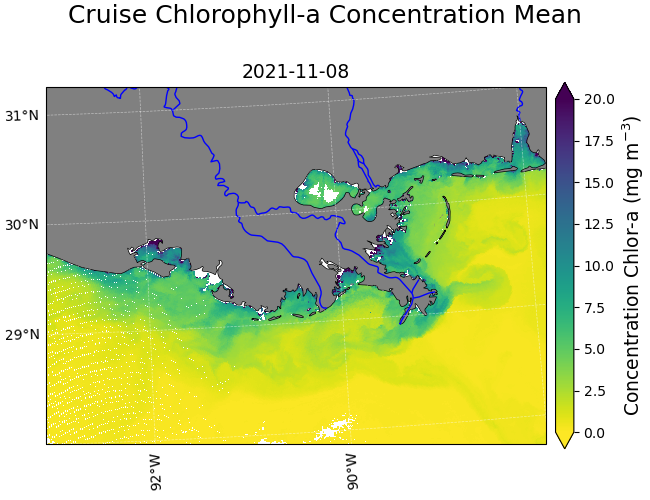 Cruise Chlorophyll-a Concentration Mean
2021-11-08
31°N
30°N
29°N
92°W
90°W
20.0
17.5
15.0
12.5
10.0
7.5
5.0
2.5
0.0
Concentration Chlor-a (mg m⁻³)